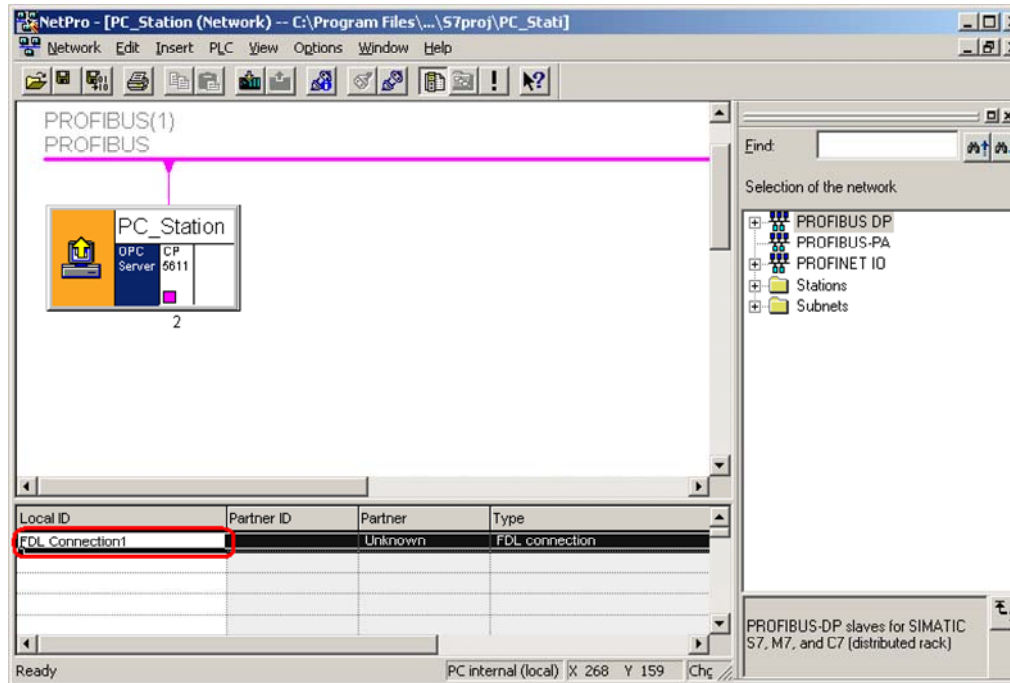 NetPro - [PC_Station (Network) -- C:\Program Files\...\S7proj\PC_Stati]
Network Edit Insert PLC View Options Window Help
PROFIBUS(1)
PROFIBUS
PC_Station
OPC Server
CP 5611
2
Find:
Selection of the network
PROFIBUS DP
PROFIBUS-PA
PROFINET IO
Stations
Subnets
Local ID Partner ID Partner Type
FDL Connection1 Unknown FDL connection
PROFIBUS-DP slaves for SIMATIC
S7, M7, and C7 (distributed rack)
Ready PC internal (local) X 268 Y 159 Chg